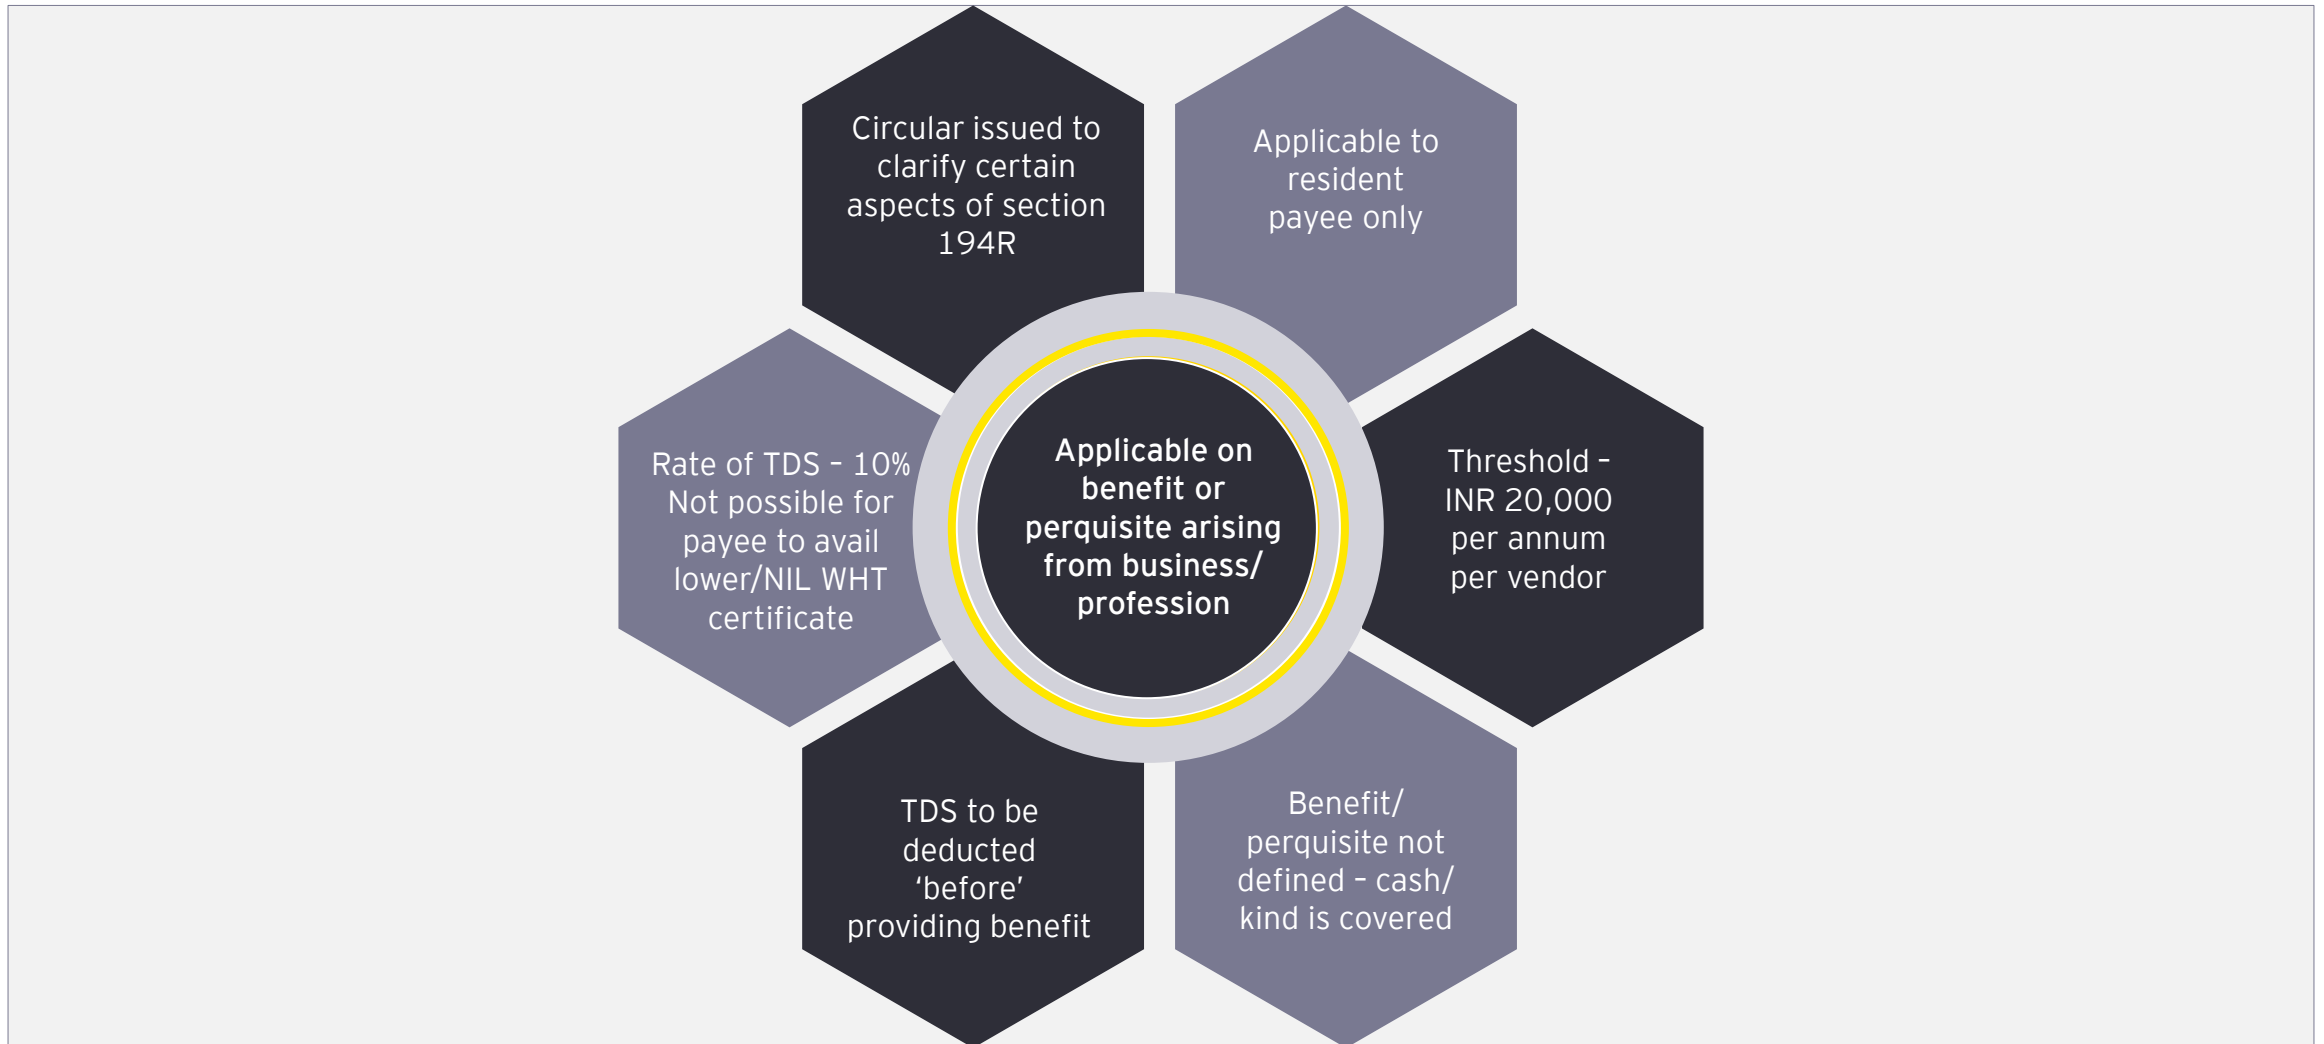 Circular issued to
clarify certain
aspects of section
194R
Applicable to
resident
payee only
Rate of TDS – 10%
Not possible for
payee to avail
lower/NIL WHT
certificate
Applicable on
benefit or
perquisite arising
from business/
profession
Threshold –
INR 20,000
per annum
per vendor
TDS to be
deducted
‘before’
providing benefit
Benefit/
perquisite not
defined – cash/
kind is covered